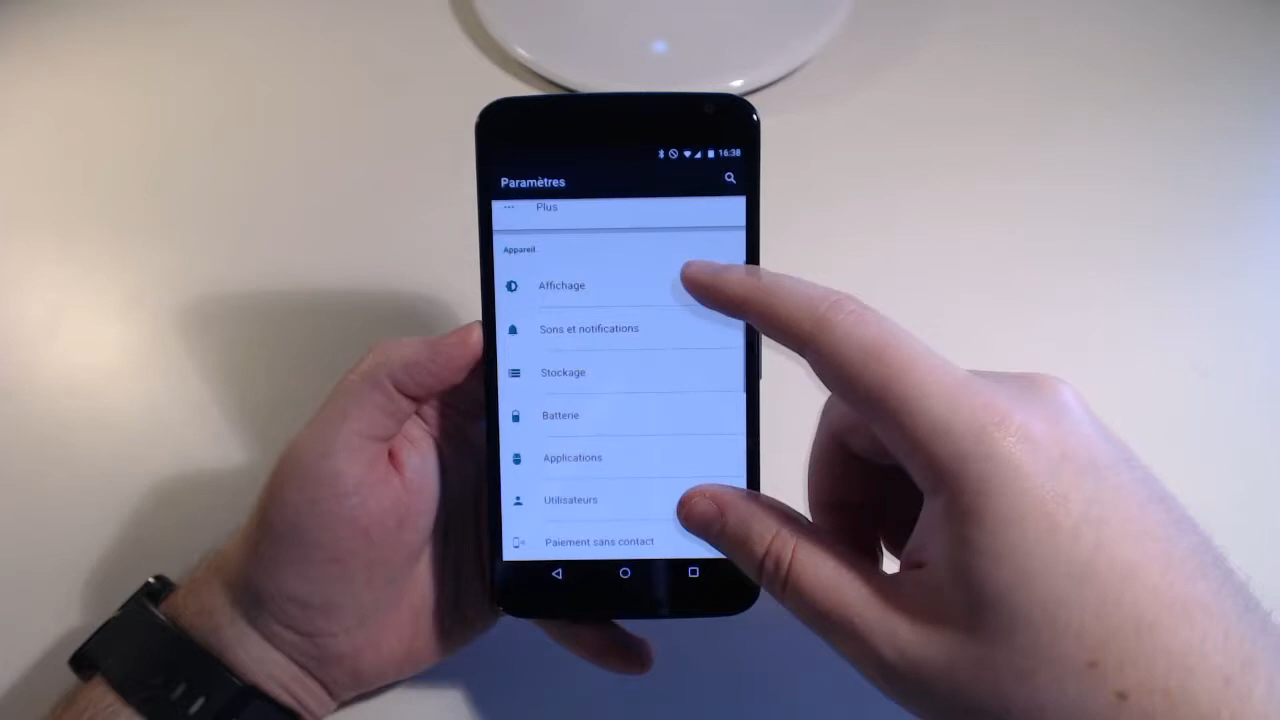 16:38
Paramètres
Plus
Appareil
Affichage
Sons et notifications
Stockage
Batterie
Applications
Utilisateurs
Paiement sans contact